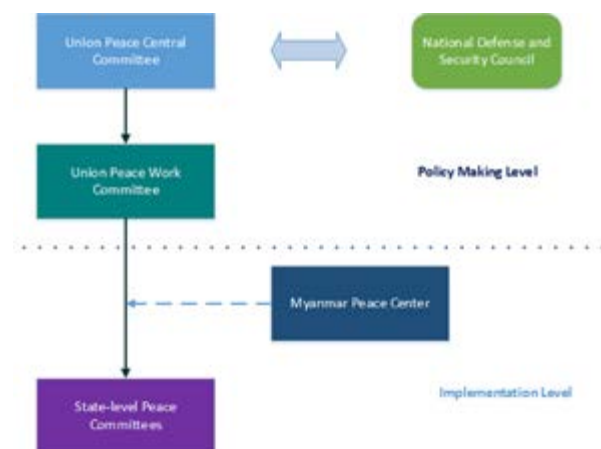 Union Peace Central
Committee
National Defense and
Security Council
Union Peace Work
Committee
Policy Making Level
Myanmar Peace Center
Implementation Level
State-level Peace
Committees